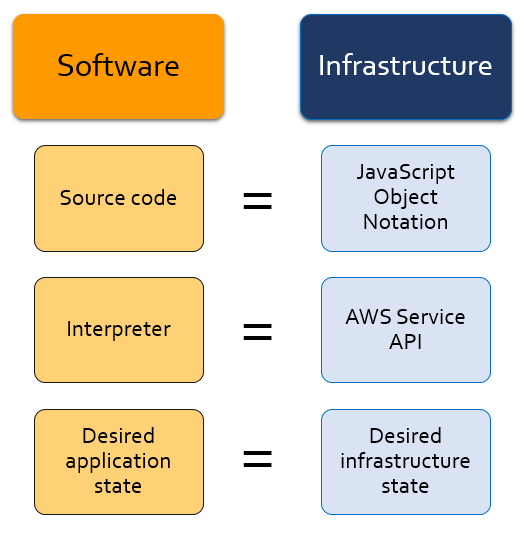 Software
Infrastructure
Source code
=
JavaScript
Object
Notation
Interpreter
=
AWS Service
API
Desired
application
state
=
Desired
infrastructure
state